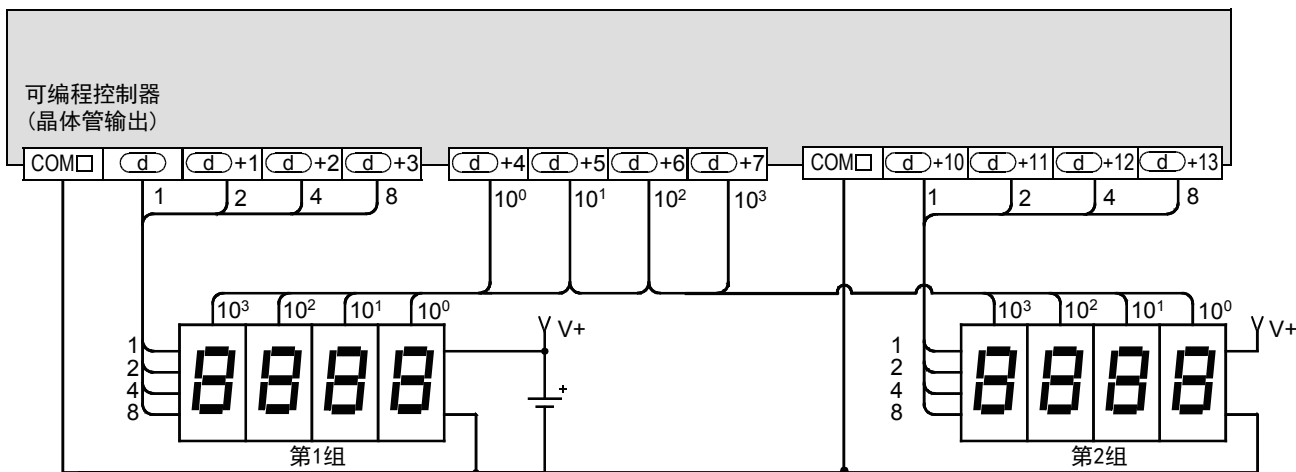 可编程控制器
(晶体管输出)
COM□ d d+1 d+2 d+3 d+4 d+5 d+6 d+7 COM□ d+10 d+11 d+12 d+13
1 2 4 8 10⁰ 10¹ 10² 10³ 1 2 4 8
10³ 10² 10¹ 10⁰ V+ 10³ 10² 10¹ 10⁰ V+
1 8888 + 1 8888
2 2
4 4
8 8
第1组 第2组